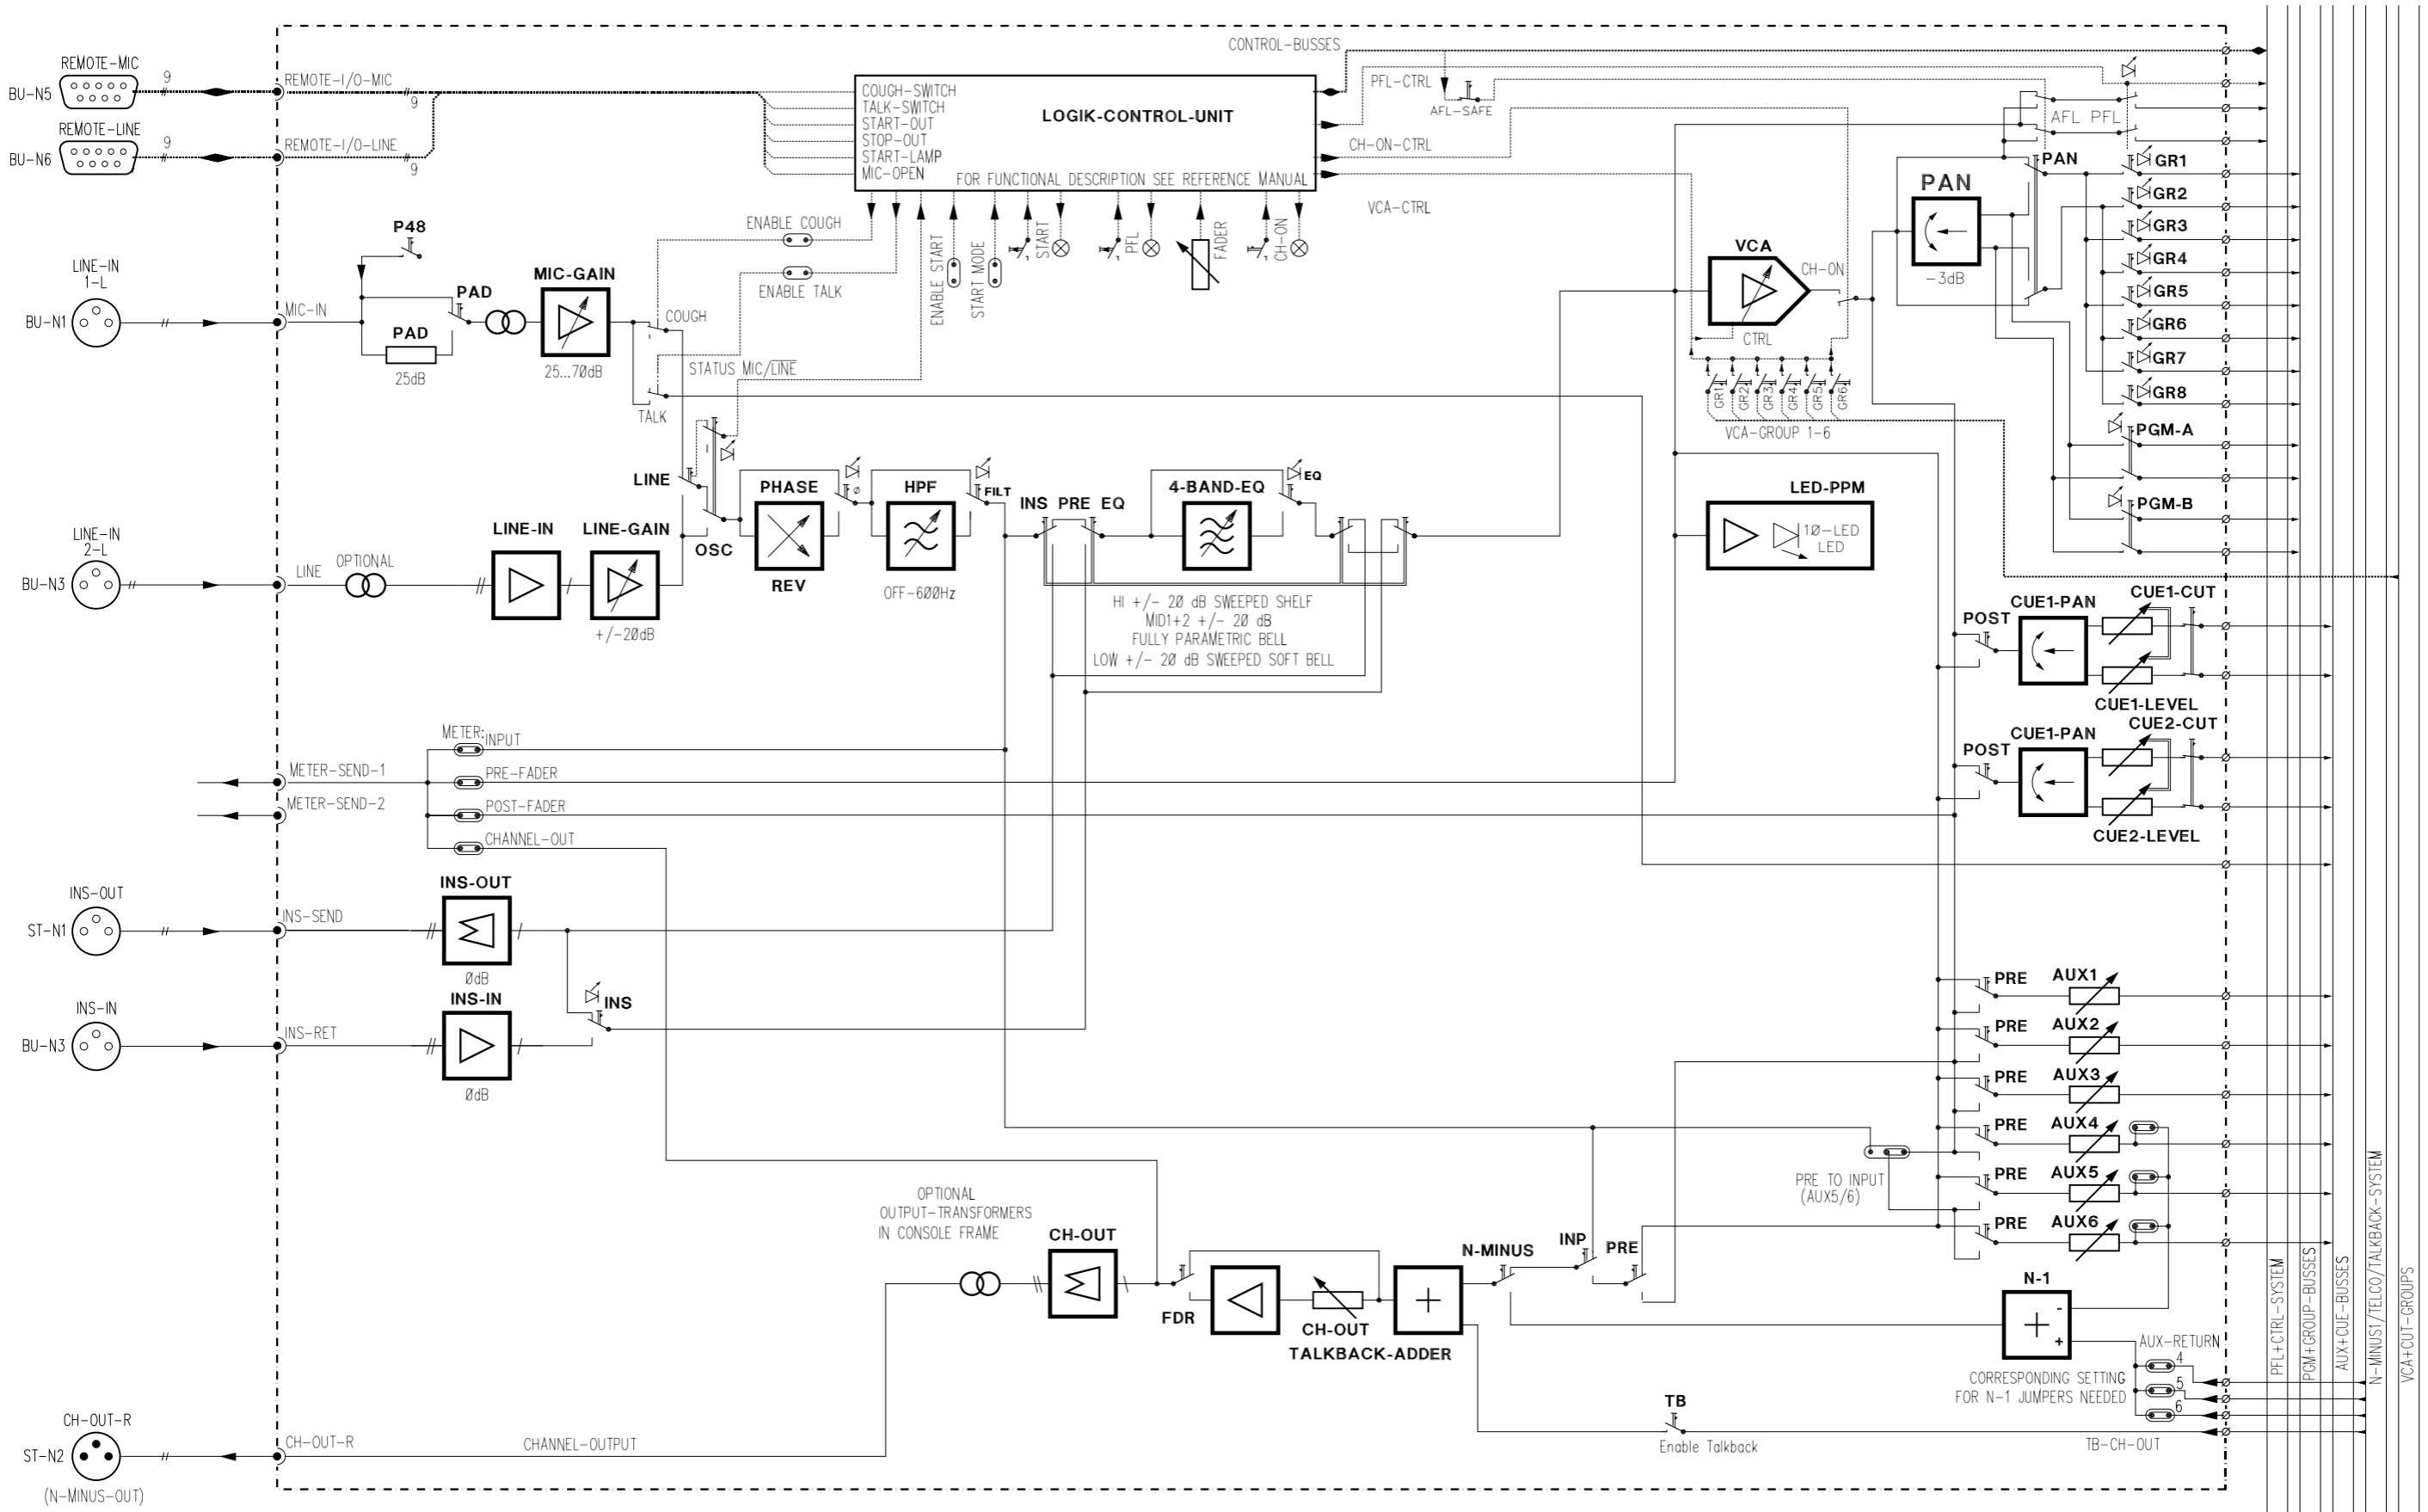 CONTROL-BUSSES
REMOTE-MIC
BU-N5
9
REMOTE-I/O-MIC
9
REMOTE-LINE
BU-N6
9
REMOTE-I/O-LINE
9
COUGH-SWITCH
TALK-SWITCH
START-OUT
STOP-OUT
START-LAMP
MIC-OPEN
LOGIK-CONTROL-UNIT
FOR FUNCTIONAL DESCRIPTION SEE REFERENCE MANUAL
PFL-CTRL
AFL-SAFE
CH-ON-CTRL
VCA-CTRL
AFL PFL
ENABLE COUGH
ENABLE TALK
ENABLE START
START MODE
START
PFL
FADER
CH-ON
P48
LINE-IN
1-L
BU-N1
MIC-IN
PAD
PAD
25dB
MIC-GAIN
25...70dB
COUGH
STATUS MIC/LINE
TALK
VCA
CH-ON
CTRL
GR1
GR2
GR3
GR4
GR5
GR6
VCA-GROUP 1-6
PAN
-3dB
PAN
GR1
GR2
GR3
GR4
GR5
GR6
GR7
GR8
PGM-A
PGM-B
LINE
OSC
PHASE
REV
ø
HPF
OFF-600Hz
FILT
INS PRE EQ
4-BAND-EQ
EQ
HI +/- 20 dB SWEEPED SHELF
MID1+2 +/- 20 dB
FULLY PARAMETRIC BELL
LOW +/- 20 dB SWEEPED SOFT BELL
LED-PPM
10-LED
LED
LINE-IN
2-L
BU-N3
LINE
OPTIONAL
LINE-IN
LINE-GAIN
+/-20dB
POST
CUE1-PAN
CUE1-CUT
CUE1-LEVEL
POST
CUE1-PAN
CUE2-CUT
CUE2-LEVEL
METER:
INPUT
METER-SEND-1
PRE-FADER
METER-SEND-2
POST-FADER
CHANNEL-OUT
INS-OUT
ST-N1
INS-SEND
INS-OUT
0dB
INS-IN
BU-N3
INS-RET
INS-IN
0dB
INS
PRE
AUX1
PRE
AUX2
PRE
AUX3
PRE
AUX4
PRE
AUX5
PRE
AUX6
PRE TO INPUT
(AUX5/6)
OPTIONAL
OUTPUT-TRANSFORMERS
IN CONSOLE FRAME
CH-OUT
FDR
CH-OUT
TALKBACK-ADDER
N-MINUS
INP
PRE
N-1
-
+
AUX-RETURN
4
5
6
CORRESPONDING SETTING
FOR N-1 JUMPERS NEEDED
TB
Enable Talkback
TB-CH-OUT
CH-OUT-R
ST-N2
(N-MINUS-OUT)
CH-OUT-R
CHANNEL-OUTPUT
PFL+CTRL-SYSTEM
PGM+GROUP-BUSSES
AUX+CUE-BUSSES
N-MINUS1/TELCO/TALKBACK-SYSTEM
VCA+CUT-GROUPS